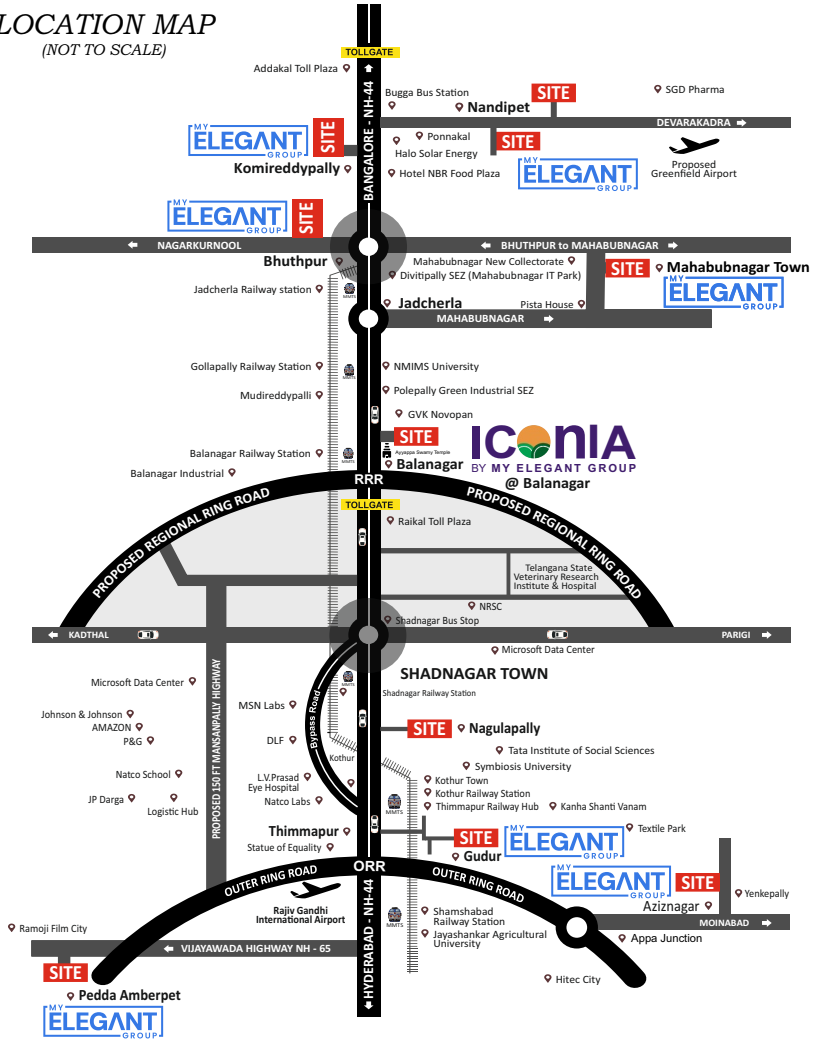 LOCATION MAP
(NOT TO SCALE)
TOLLGATE
Addakal Toll Plaza
BANGALORE - NH-44
Bugga Bus Station
Nandipet
SITE
SGD Pharma
DEVARAKADRA
MY
ELEGANT
GROUP
SITE
Komireddypally
Ponnakal
Halo Solar Energy
Hotel NBR Food Plaza
SITE
MY
ELEGANT
GROUP
Proposed
Greenfield Airport
MY
ELEGANT
GROUP
SITE
NAGARKURNOOL
BHUTHPUR to MAHABUBNAGAR
Bhuthpur
Mahabubnagar New Collectorate
Divitipally SEZ (Mahabubnagar IT Park)
SITE
Mahabubnagar Town
MY
ELEGANT
GROUP
Jadcherla Railway station
MMTS
Jadcherla
Pista House
MAHABUBNAGAR
Gollapally Railway Station
MMTS
NMIMS University
Mudireddypalli
Polepally Green Industrial SEZ
GVK Novopan
SITE
Ayyappa Swamy Temple
Balanagar
ICONIA
BY MY ELEGANT GROUP
@ Balanagar
Balanagar Railway Station
MMTS
Balanagar Industrial
PROPOSED REGIONAL RING ROAD
RRR
PROPOSED REGIONAL RING ROAD
TOLLGATE
Raikal Toll Plaza
Telangana State
Veterinary Research
Institute & Hospital
NRSC
Shadnagar Bus Stop
KADTHAL
PARIGI
Microsoft Data Center
SHADNAGAR TOWN
Microsoft Data Center
MMTS
Shadnagar Railway Station
PROPOSED 150 FT MANSANPALLY HIGHWAY
MSN Labs
Bypass Road
Johnson & Johnson
AMAZON
P&G
DLF
SITE
Nagulapally
Kothur
Tata Institute of Social Sciences
Symbiosis University
Natco School
L.V.Prasad
Eye Hospital
Natco Labs
JP Darga
Logistic Hub
MMTS
Kothur Town
Kothur Railway Station
Thimmapur Railway Hub
Kanha Shanti Vanam
Thimmapur
Statue of Equality
SITE
Gudur
MY
ELEGANT
GROUP
Textile Park
OUTER RING ROAD
ORR
OUTER RING ROAD
MY
ELEGANT
GROUP
SITE
Aziznagar
Yenkepally
MOINABAD
Rajiv Gandhi
International Airport
HYDERABAD - NH-44
MMTS
Shamshabad
Railway Station
Jayashankar Agricultural
University
Appa Junction
Ramoji Film City
VIJAYAWADA HIGHWAY NH - 65
SITE
Hitec City
Pedda Amberpet
MY
ELEGANT
GROUP